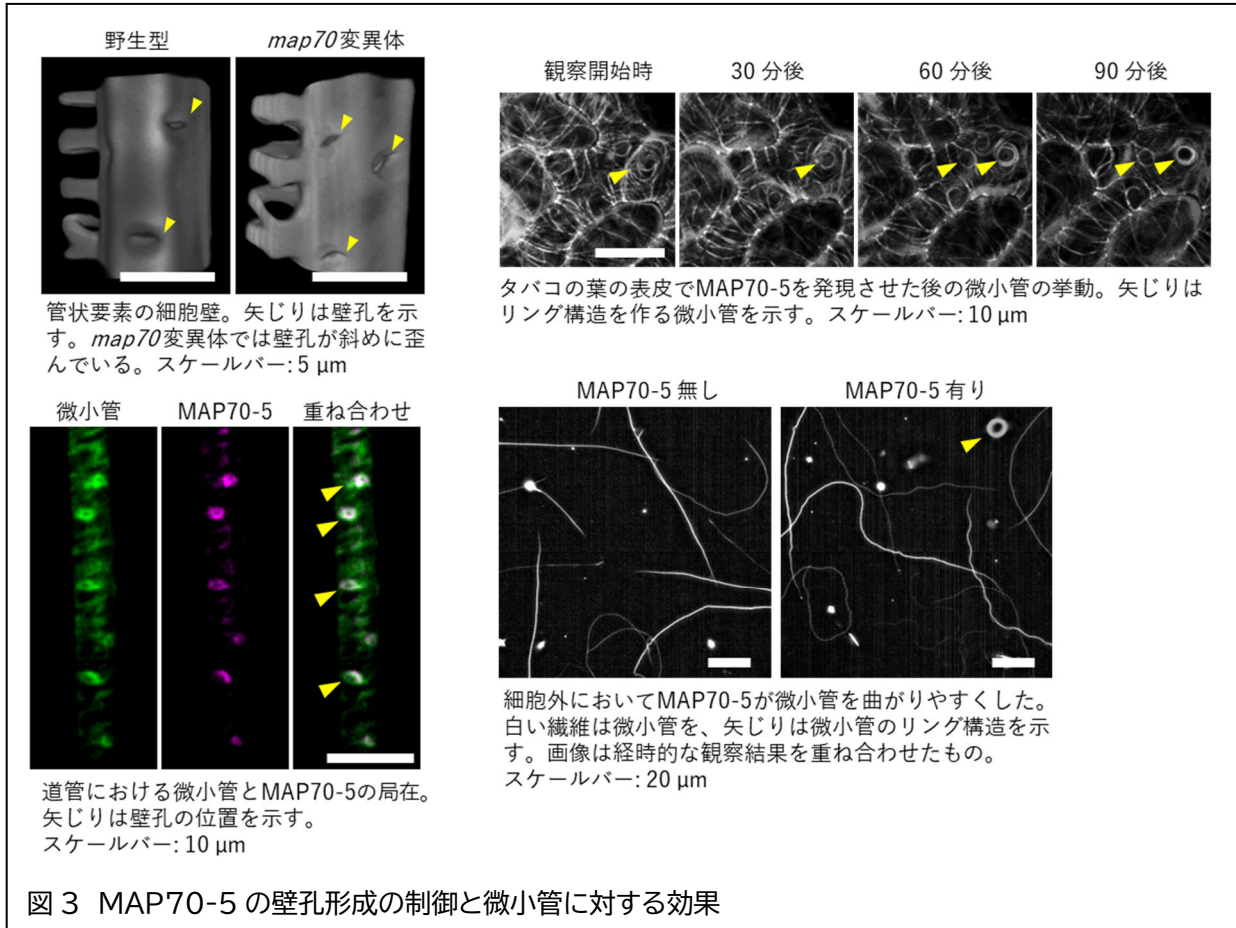 野生型
map70変異体
管状要素の細胞壁。矢じりは壁孔を示
す。map70変異体では壁孔が斜めに歪
んでいる。スケールバー: 5 μm
微小管
MAP70-5
重ね合わせ
道管における微小管とMAP70-5の局在。
矢じりは壁孔の位置を示す。
スケールバー: 10 μm
観察開始時
30 分後
60 分後
90 分後
タバコの葉の表皮でMAP70-5を発現させた後の微小管の挙動。矢じりは
リング構造を作る微小管を示す。スケールバー: 10 μm
MAP70-5 無し
MAP70-5 有り
細胞外においてMAP70-5が微小管を曲がりやすくした。
白い繊維は微小管を、矢じりは微小管のリング構造を示
す。画像は経時的な観察結果を重ね合わせたもの。
スケールバー: 20 μm
図 3 MAP70-5 の壁孔形成の制御と微小管に対する効果